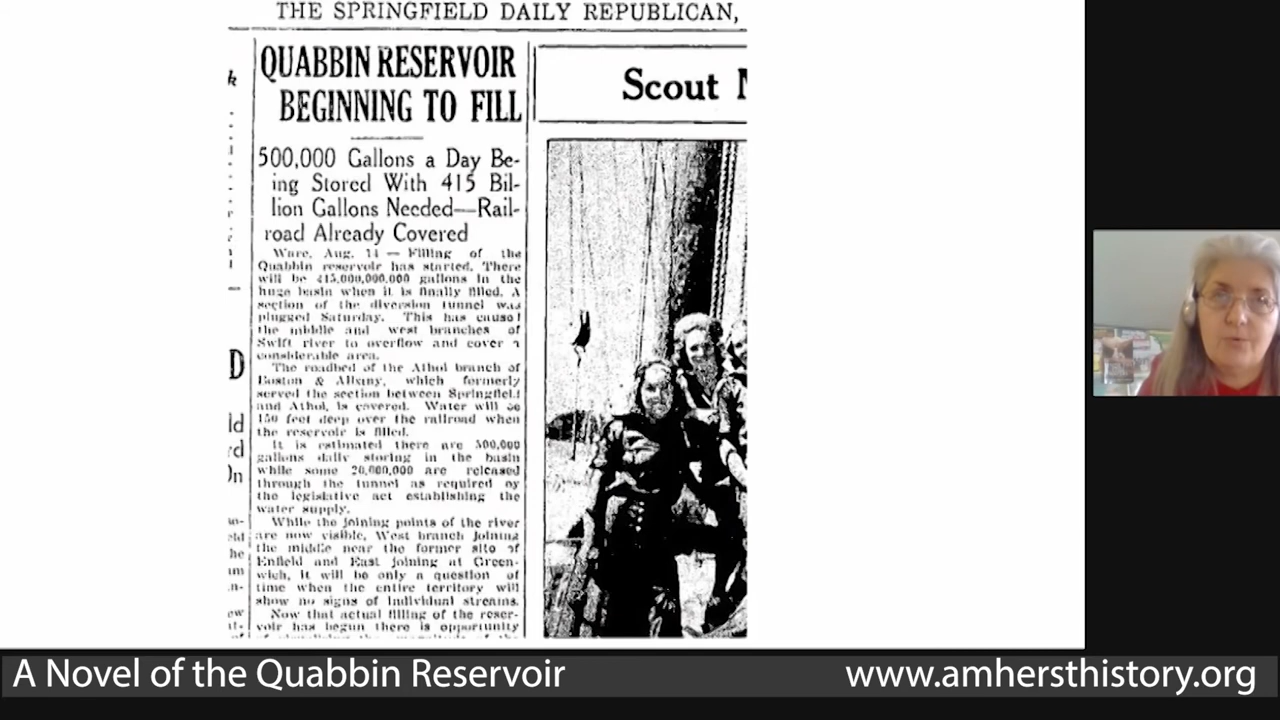 THE SPRINGFIELD DAILY REPUBLICAN,
QUABBIN RESERVOIR
BEGINNING TO FILL
500,000 Gallons a Day Be-
ing Stored With 415 Bil-
lion Gallons Needed—Rail-
road Already Covered
Ware, Aug. 14 — Filling of the
Quabbin reservoir has started. There
will be 415,000,000,000 gallons in the
huge basin when it is finally filled. A
section of the diversion tunnel was
plugged Saturday. This has caused
the middle and west branches of
Swift river to overflow and cover a
considerable area.
The roadbed of the Athol branch of
Boston & Albany, which formerly
served the section between Springfield
and Athol, is covered. Water will be
150 feet deep over the railroad when
the reservoir is filled.
It is estimated there are 500,000
gallons daily storing in the basin
while some 20,000,000 are released
through the tunnel as required by
the legislative act establishing the
water supply.
While the joining points of the river
are now visible, West branch joining
the middle near the former site of
Enfield and East joining at Green-
wich, it will be only a question of
time when the entire territory will
show no signs of individual streams.
Now that actual filling of the reser-
voir has begun there is opportunity
Scout
A Novel of the Quabbin Reservoir
www.amhersthistory.org